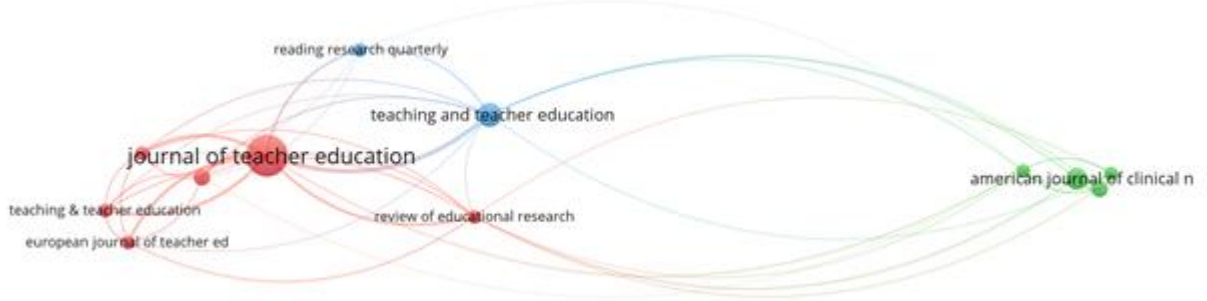 reading research quarterly
teaching and teacher education
journal of teacher education
american journal of clinical n
teaching & teacher education
review of educational research
european journal of teacher ed